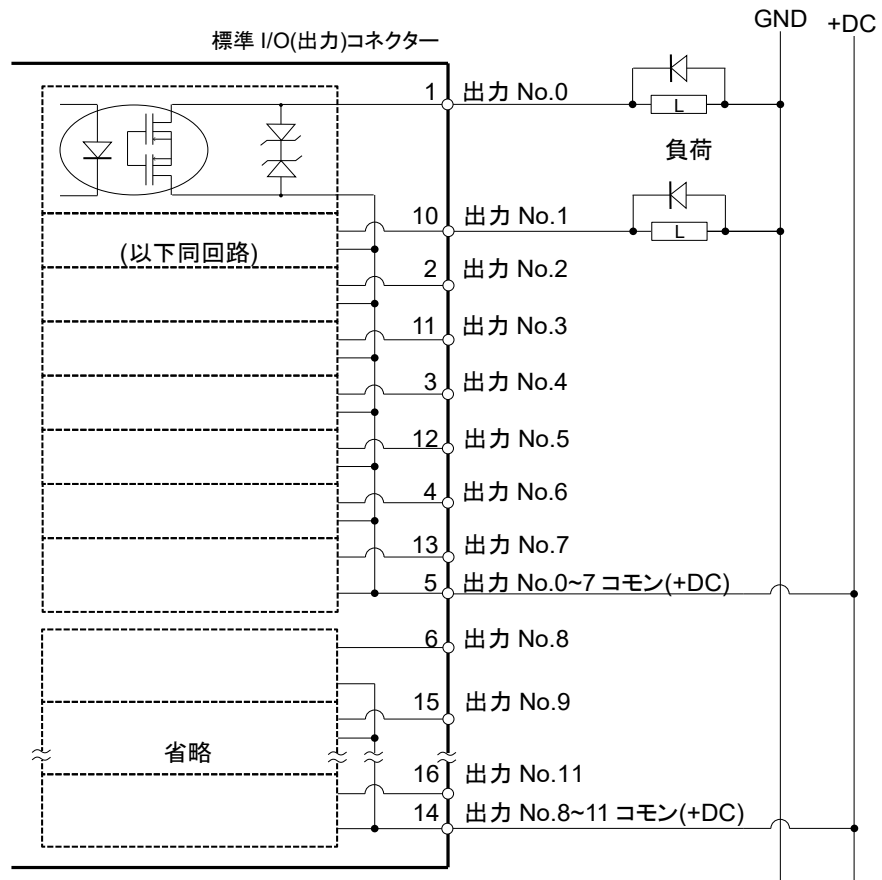 GND +DC
標準 I/O(出力)コネクター
1 出力 No.0
L
負荷
10 出力 No.1
L
(以下同回路)
2 出力 No.2
11 出力 No.3
3 出力 No.4
12 出力 No.5
4 出力 No.6
13 出力 No.7
5 出力 No.0~7 コモン(+DC)
6 出力 No.8
15 出力 No.9
省略
16 出力 No.11
14 出力 No.8~11 コモン(+DC)